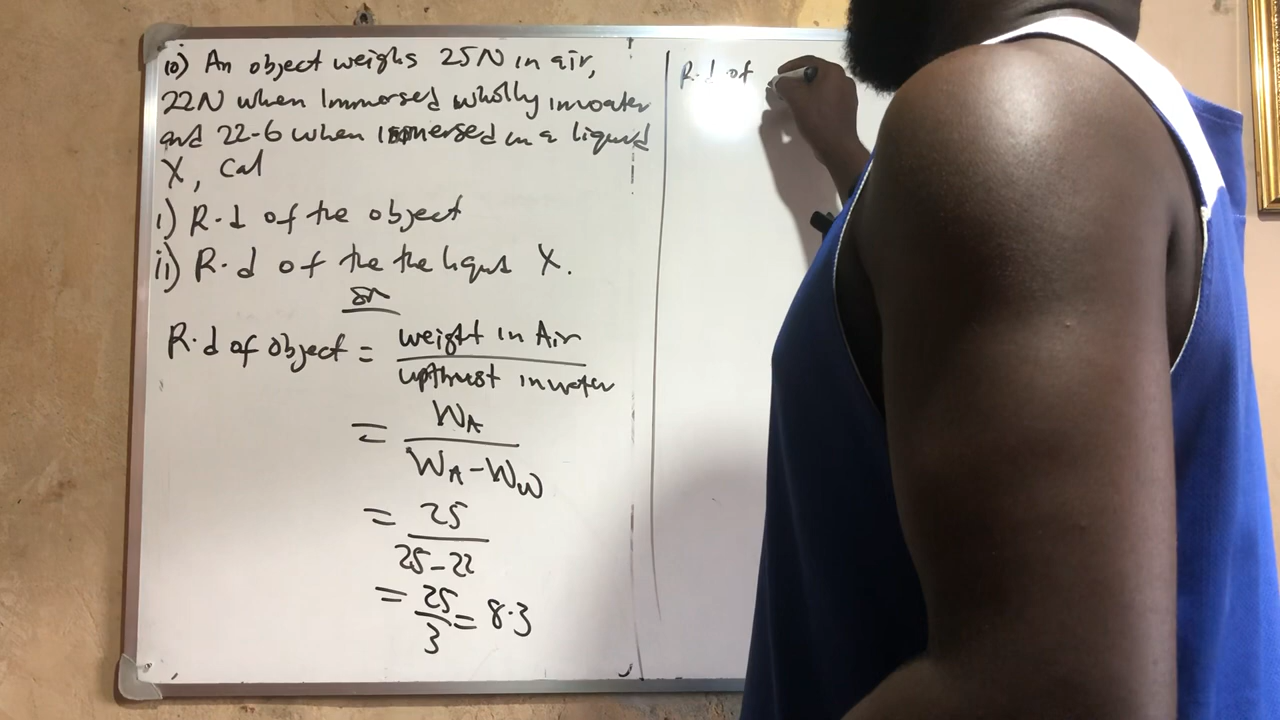 10) An object weighs 25N in air,
22N when Immersed wholly in water
and 22-6 when immersed in a liquid
X, Cal
i) R.d of the object
ii) R.d of the the liqud X.
R.d of object = weight in Air
upthrust in water
= WA
WA - WW
= 25
25-22
= 25
3 = 8.3
R.d of